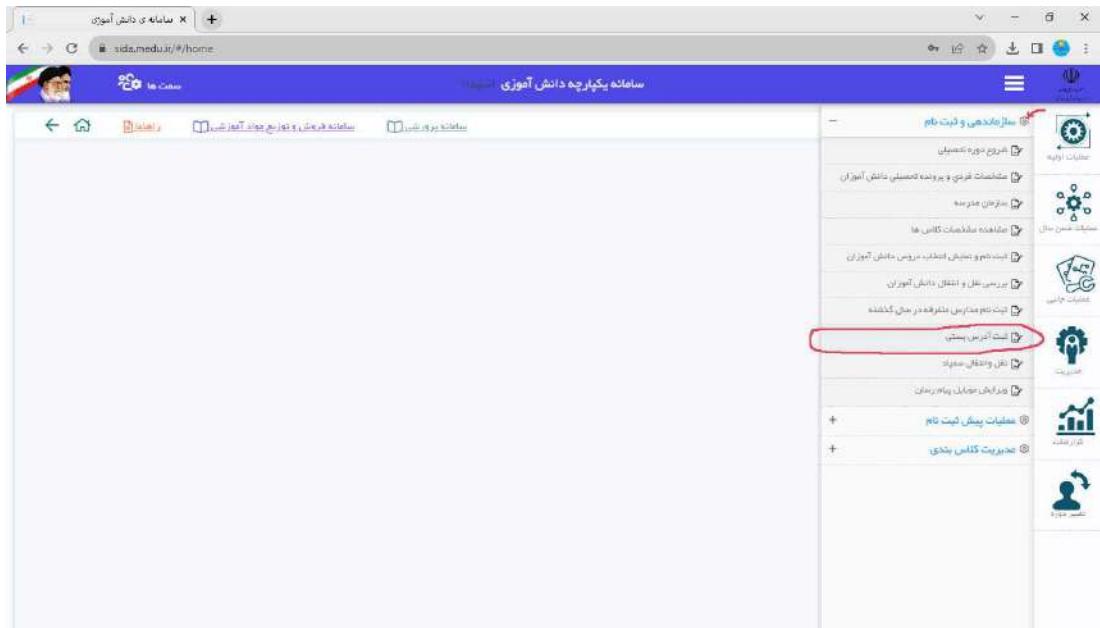 سامانه ی دانش آموزی
sida.medu.ir/#/home
سامانه یکپارچه دانش آموزی
سمت ها
سامانه پرورشی
سامانه فروش و توزیع مواد آموزشی
راهنما
سازماندهی و ثبت نام
شروع دوره تحصیلی
مشخصات فردی و پرونده تحصیلی دانش آموزان
سازمان مدرسه
مشاهده مشخصات کلاس ها
ثبت نام و نمایش انتخاب دروس دانش آموزان
بررسی نقل و انتقال دانش آموزان
ثبت نام مدارس متفرقه در سال گذشته
ثبت آدرس پستی
نقل وانتقال سمپاد
ویرایش موبایل پیام رسان
عملیات پیش ثبت نام
مدیریت کلاس بندی
عملیات اولیه
عملیات ضمن سال
عملیات جانبی
مدیریت
گزارشات
تغییر دوره